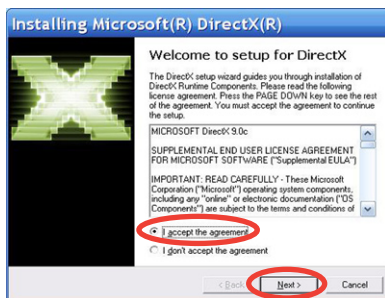 Installing Microsoft(R) DirectX(R)
Welcome to setup for DirectX
The DirectX setup wizard guides you through installation of
DirectX Runtime Components. Please read the following
license agreement. Press the PAGE DOWN key to see the rest
of the agreement. You must accept the agreement to continue
the setup.
MICROSOFT DirectX 9.0c
SUPPLEMENTAL END USER LICENSE AGREEMENT
FOR MICROSOFT SOFTWARE ("Supplemental EULA")
IMPORTANT: READ CAREFULLY - These Microsoft
Corporation ("Microsoft") operating system components,
including any "online" or electronic documentation ("OS
Components") are subject to the terms and conditions of
I accept the agreement
I don't accept the agreement
< Back
Next >
Cancel